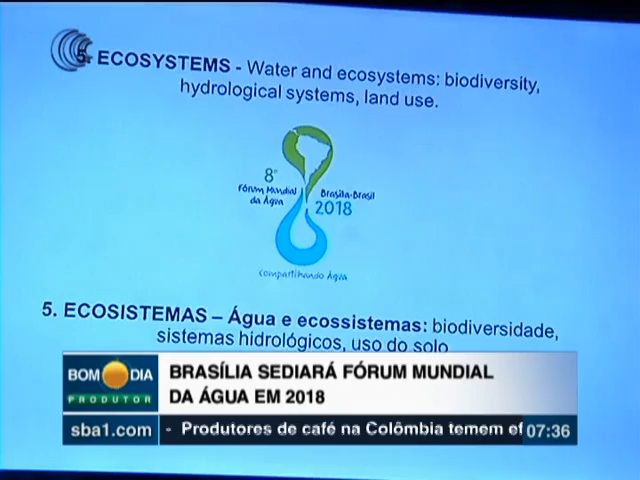 5. ECOSYSTEMS - Water and ecosystems: biodiversity,
hydrological systems, land use.
8º
Fórum Mundial
da Água
Brasília-Brasil
2018
Compartilhando Água
5. ECOSISTEMAS – Água e ecossistemas: biodiversidade,
sistemas hidrológicos, uso do solo
BOM DIA
PRODUTOR
BRASÍLIA SEDIARÁ FÓRUM MUNDIAL
DA ÁGUA EM 2018
sba1.com
- Produtores de café na Colômbia temem ef
07:36